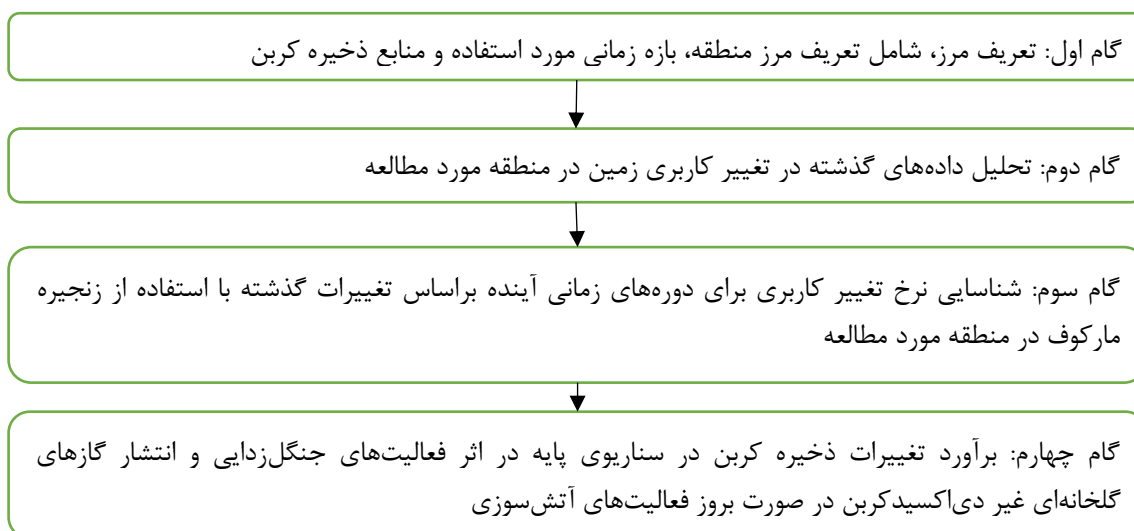 گام اول: تعریف مرز، شامل تعریف مرز منطقه، بازه زمانی مورد استفاده و منابع ذخیره کربن
گام دوم: تحلیل داده‌های گذشته در تغییر کاربری زمین در منطقه مورد مطالعه
گام سوم: شناسایی نرخ تغییر کاربری برای دوره‌های زمانی آینده براساس تغییرات گذشته با استفاده از زنجیره
مارکوف در منطقه مورد مطالعه
گام چهارم: برآورد تغییرات ذخیره کربن در سناریوی پایه در اثر فعالیت‌های جنگل‌زدایی و انتشار گازهای
گلخانه‌ای غیر دی‌اکسیدکربن در صورت بروز فعالیت‌های آتش‌سوزی